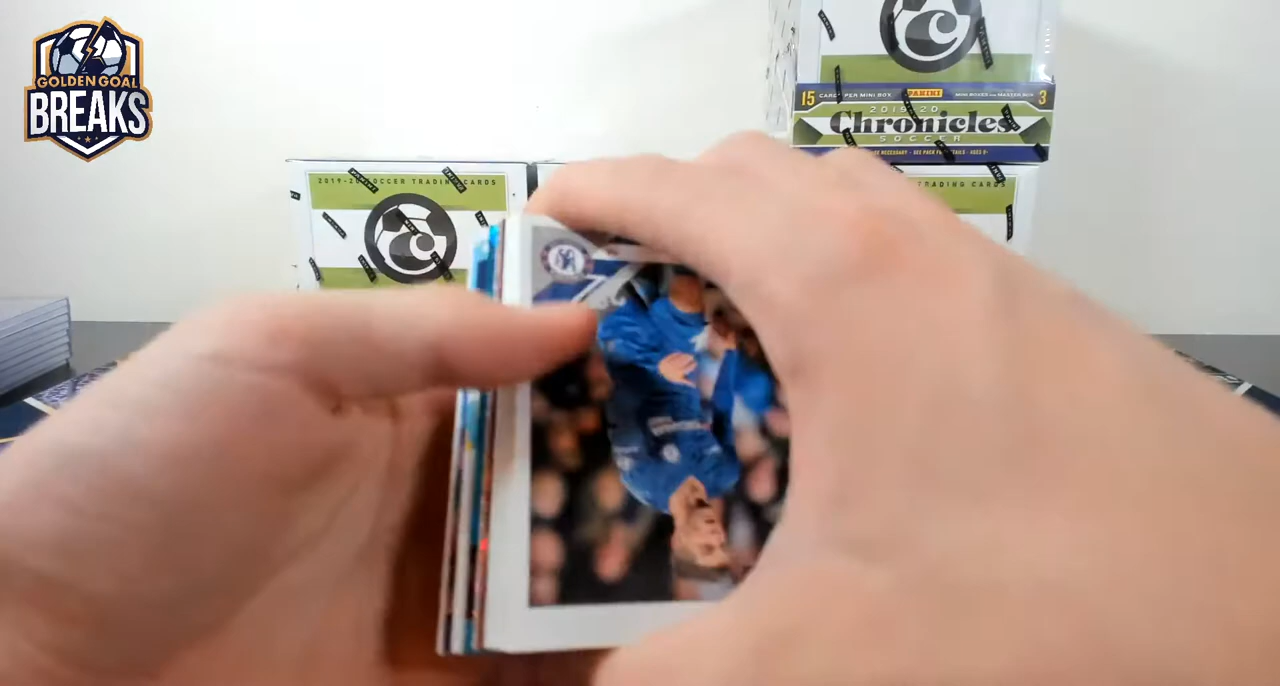 GOLDEN GOAL
BREAKS
15 CARDS PER MINI BOX PANINI MINI BOXES PER MASTER BOX 3
2019-20
Chronicles
SOCCER
2019-20 SOCCER TRADING CARDS
TRADING CARDS